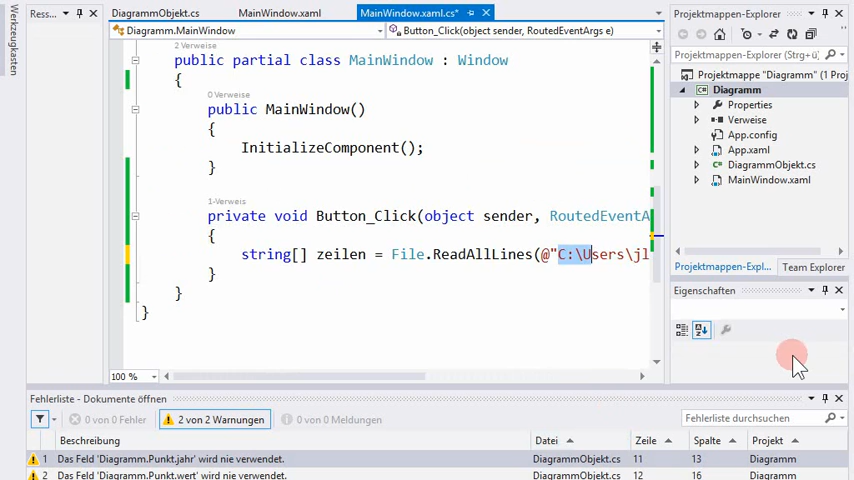 Werkzeugkasten
Ress...
DiagrammObjekt.cs
MainWindow.xaml
MainWindow.xaml.cs*
Diagramm.MainWindow
Button_Click(object sender, RoutedEventArgs e)
2 Verweise
public partial class MainWindow : Window
{
0 Verweise
public MainWindow()
{
InitializeComponent();
}
1-Verweis
private void Button_Click(object sender, RoutedEventA
{
string[] zeilen = File.ReadAllLines(@"C:\Users\jl
}
}
}
100 %
Projektmappen-Explorer
Projektmappen-Explorer (Strg+ü)
Projektmappe "Diagramm" (1 Proj
Diagramm
Properties
Verweise
App.config
App.xaml
DiagrammObjekt.cs
MainWindow.xaml
Projektmappen-Expl...
Team Explorer
Eigenschaften
Fehlerliste - Dokumente öffnen
0 von 0 Fehler
2 von 2 Warnungen
0 von 0 Meldungen
Fehlerliste durchsuchen
Beschreibung
Datei
Zeile
Spalte
Projekt
1 Das Feld 'Diagramm.Punkt.jahr' wird nie verwendet. DiagrammObjekt.cs 11 13 Diagramm
2 Das Feld 'Diagramm.Punkt.wert' wird nie verwendet. DiagrammObjekt.cs 12 16 Diagramm